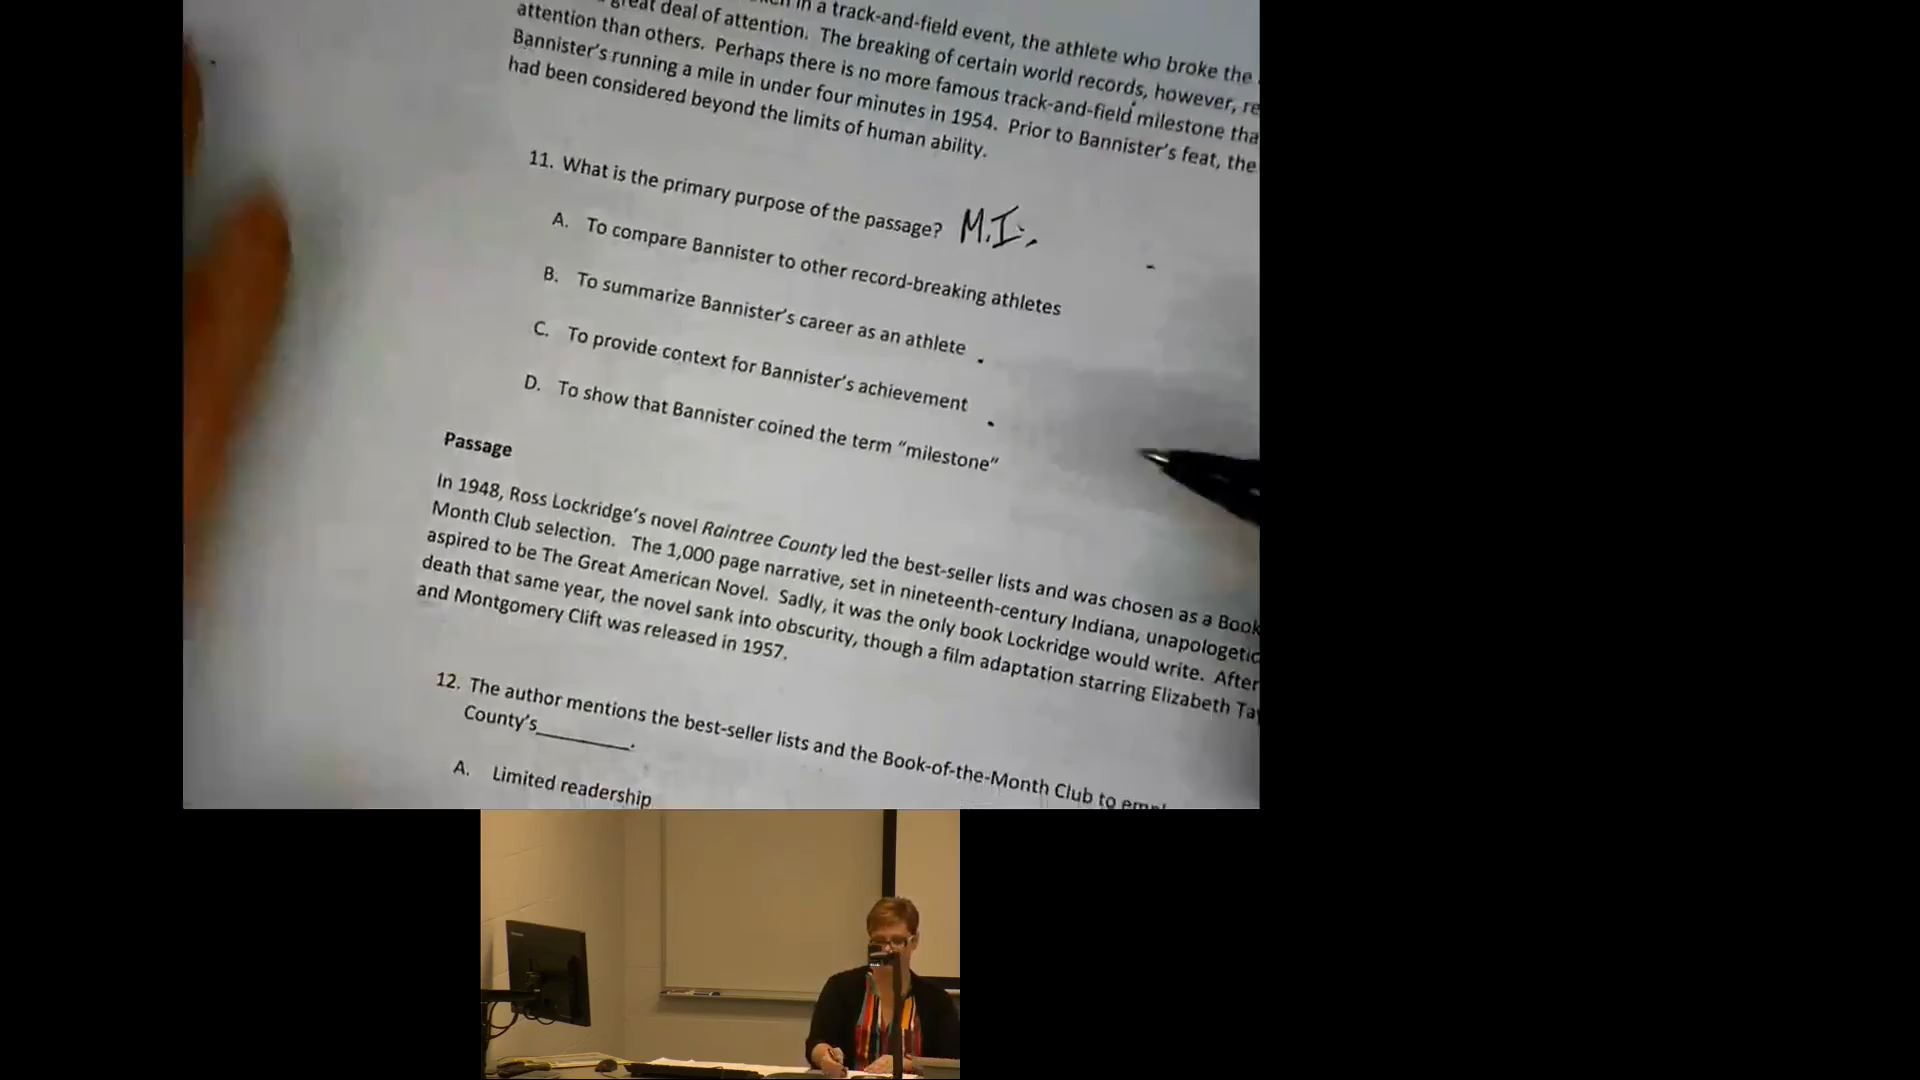 in a track-and-field event, the athlete who broke the
great deal of attention. The breaking of certain world records, however, re
attention than others. Perhaps there is no more famous track-and-field milestone tha
Bannister's running a mile in under four minutes in 1954. Prior to Bannister's feat, the
had been considered beyond the limits of human ability.
11. What is the primary purpose of the passage? M.I.
A. To compare Bannister to other record-breaking athletes
B. To summarize Bannister's career as an athlete
C. To provide context for Bannister's achievement
D. To show that Bannister coined the term "milestone"
Passage
In 1948, Ross Lockridge's novel Raintree County led the best-seller lists and was chosen as a Book
Month Club selection. The 1,000 page narrative, set in nineteenth-century Indiana, unapologetic
aspired to be The Great American Novel. Sadly, it was the only book Lockridge would write. After
death that same year, the novel sank into obscurity, though a film adaptation starring Elizabeth Ta
and Montgomery Clift was released in 1957.
12. The author mentions the best-seller lists and the Book-of-the-Month Club to
County's__________.
A. Limited readership